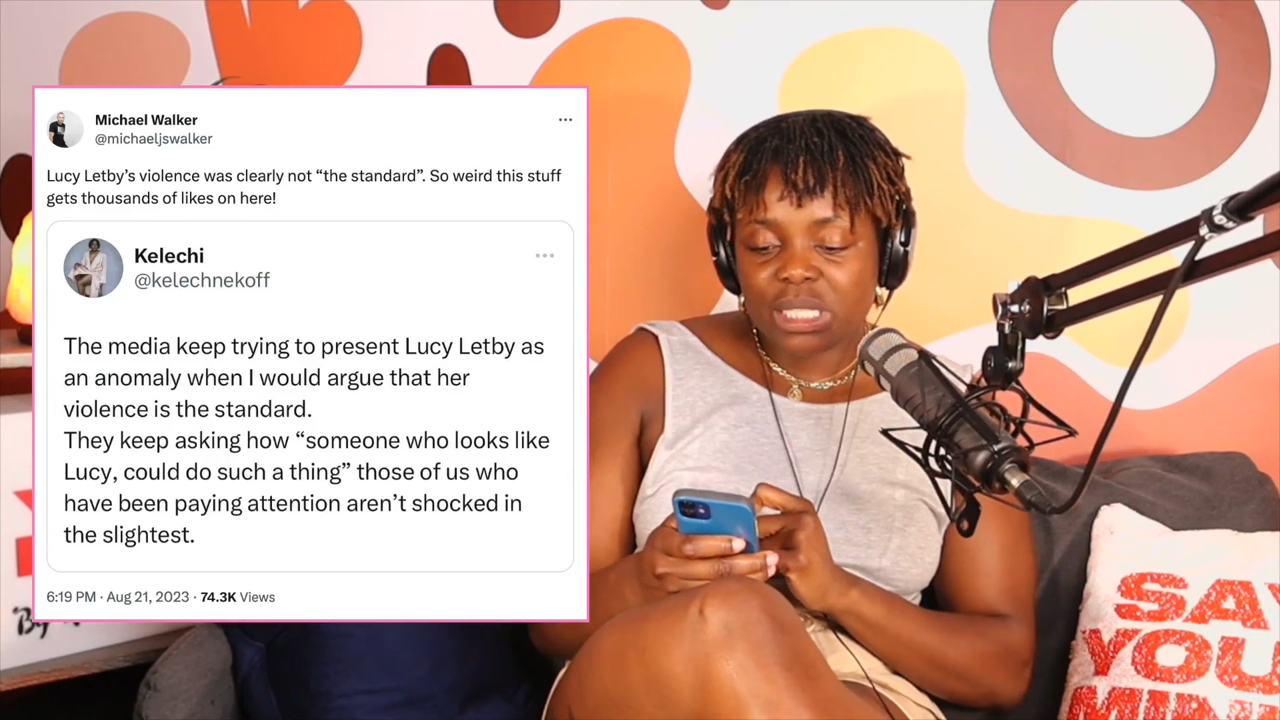 Michael Walker
@michaeljswalker
Lucy Letby’s violence was clearly not “the standard”. So weird this stuff
gets thousands of likes on here!
Kelechi
@kelechnekoff
The media keep trying to present Lucy Letby as
an anomaly when I would argue that her
violence is the standard.
They keep asking how “someone who looks like
Lucy, could do such a thing” those of us who
have been paying attention aren’t shocked in
the slightest.
6:19 PM · Aug 21, 2023 · 74.3K Views
SAY
YOU
MIN